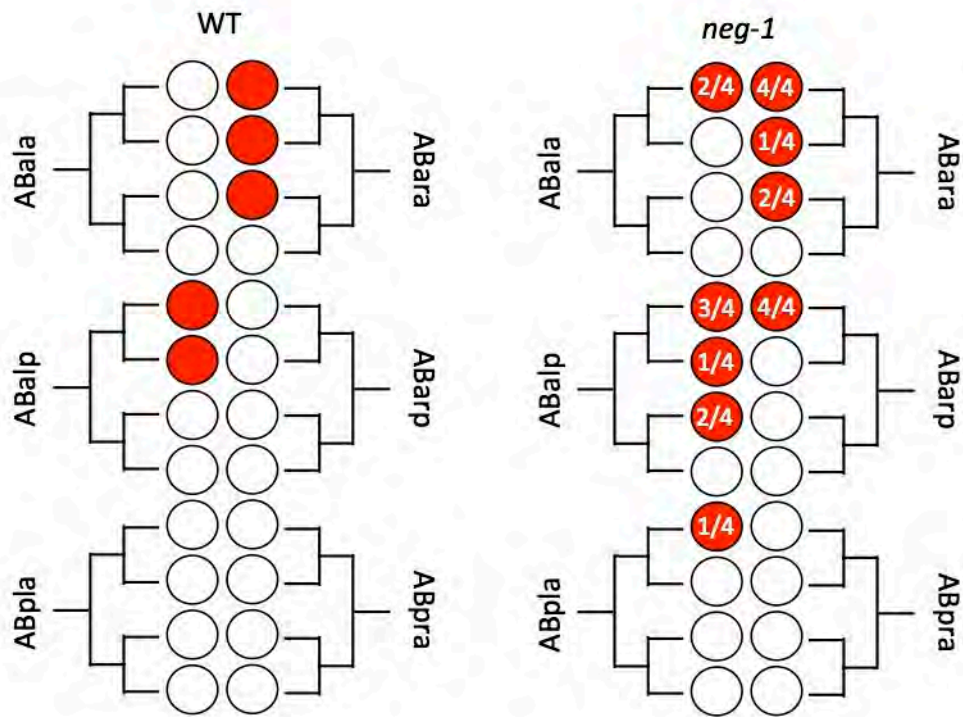 WT
neg-1
ABala
ABara
ABalp
ABarp
ABpla
ABpra
2/4 4/4
1/4
ABala
ABara
2/4
3/4 4/4
1/4
ABalp
ABarp
2/4
1/4
ABpla
ABpra